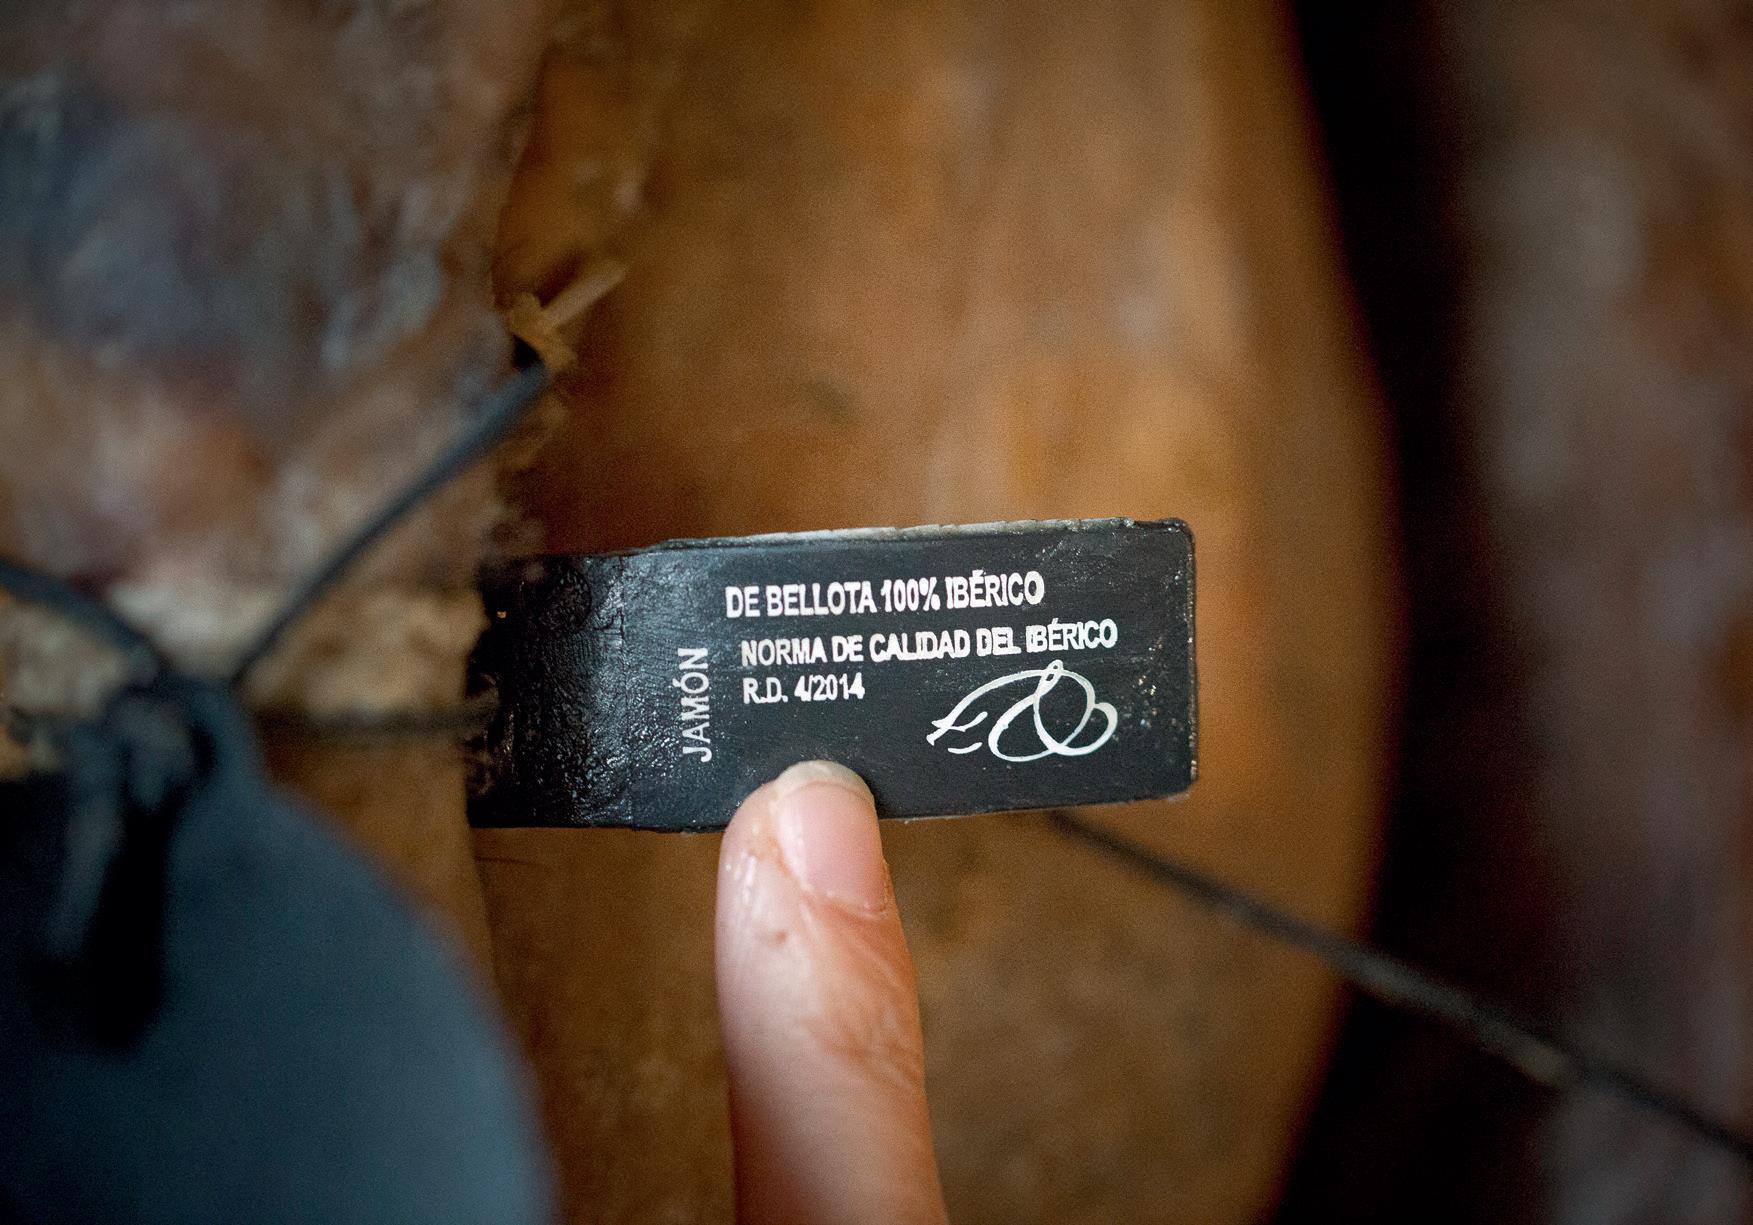 DE BELLOTA 100% IBÉRICO
NORMA DE CALIDAD DEL IBÉRICO
R.D. 4/2014
JAMÓN